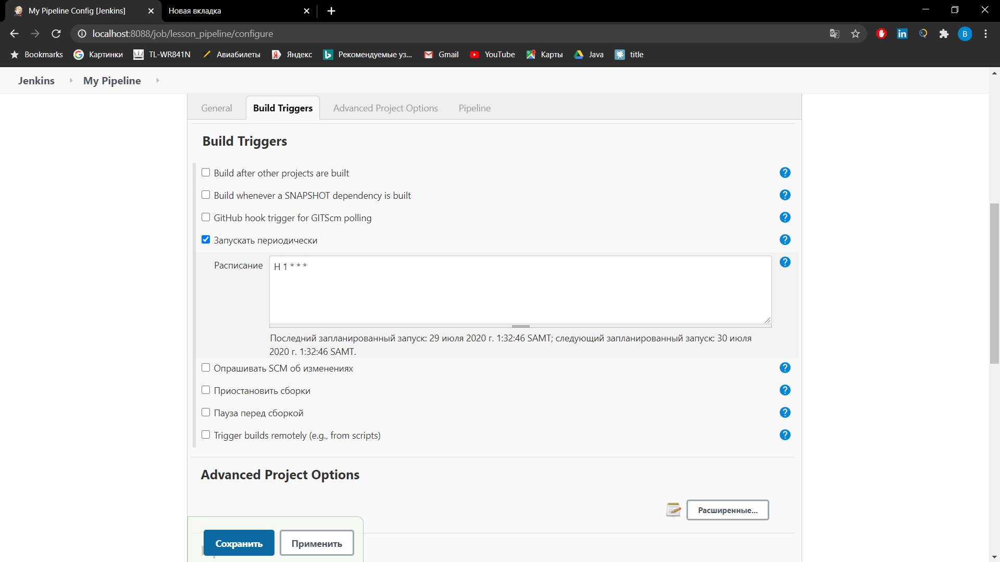 My Pipeline Config [Jenkins]
Новая вкладка
localhost:8088/job/lesson_pipeline/configure
B
Bookmarks
Картинки
TL-WR841N
Авиабилеты
Яндекс
Рекомендуемые уз...
Gmail
YouTube
Карты
Java
title
Jenkins
My Pipeline
General
Build Triggers
Advanced Project Options
Pipeline
Build Triggers
Build after other projects are built
Build whenever a SNAPSHOT dependency is built
GitHub hook trigger for GITScm polling
Запускать периодически
Расписание
H 1 * * *
Последний запланированный запуск: 29 июля 2020 г. 1:32:46 SAMT; следующий запланированный запуск: 30 июля
2020 г. 1:32:46 SAMT.
Опрашивать SCM об изменениях
Приостановить сборки
Пауза перед сборкой
Trigger builds remotely (e.g., from scripts)
Advanced Project Options
Расширенные...
Сохранить
Применить